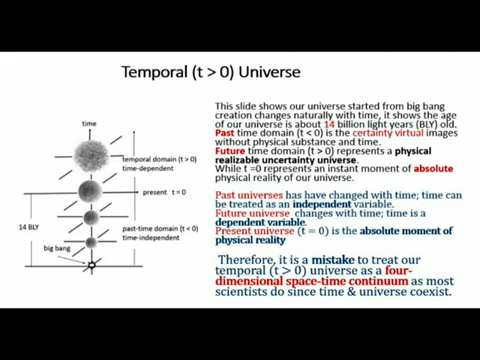 Temporal (t > 0) Universe
time
temporal domain (t > 0)
time-dependent
present t = 0
14 BLY
past-time domain (t < 0)
time-independent
big bang
This slide shows our universe started from big bang
creation changes naturally with time, it shows the age
of our universe is about 14 billion light years (BLY) old.
Past time domain (t < 0) is the certainty virtual images
without physical substance and time.
Future time domain (t > 0) represents a physical
realizable uncertainty universe.
While t =0 represents an instant moment of absolute
physical reality of our universe.
Past universes has have changed with time; time can
be treated as an independent variable.
Future universe changes with time; time is a
dependent variable.
Present universe (t = 0) is the absolute moment of
physical reality
Therefore, it is a mistake to treat our
temporal (t > 0) universe as a four-
dimensional space-time continuum as most
scientists do since time & universe coexist.